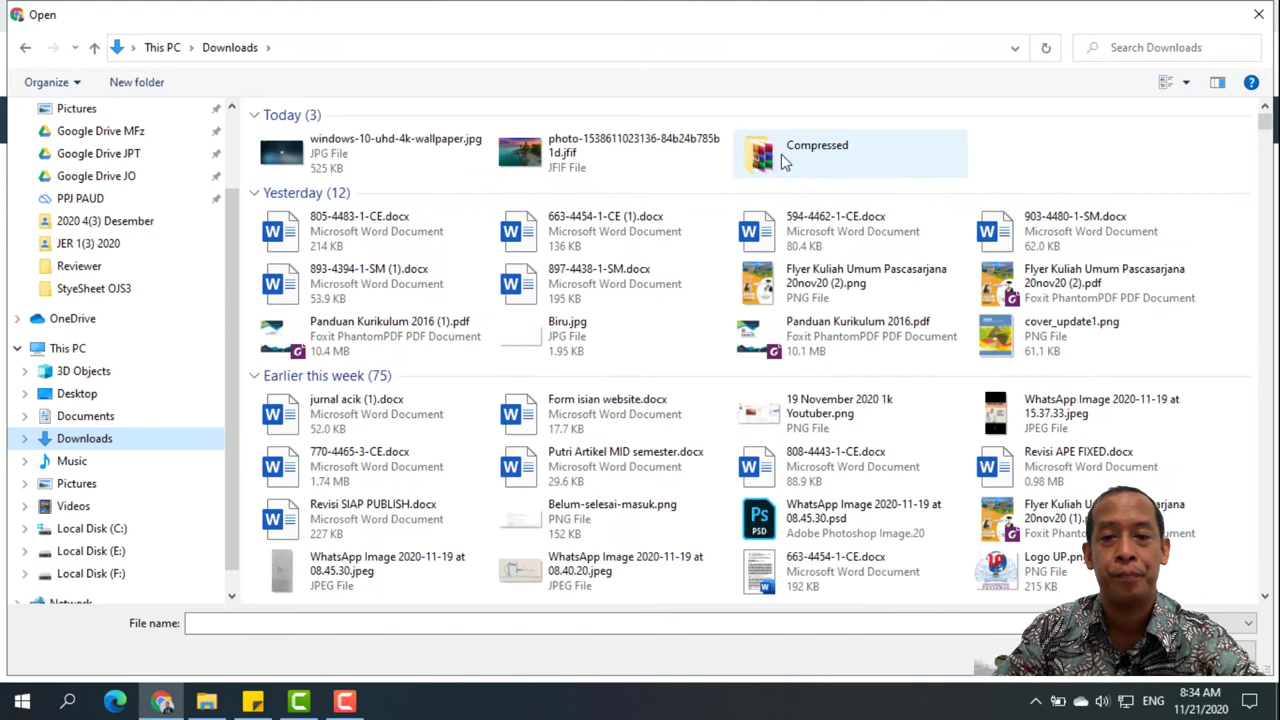 Open
This PC
Downloads
Search Downloads
Organize
New folder
Pictures
Google Drive MFz
Google Drive JPT
Google Drive JO
PPJ PAUD
2020 4(3) Desember
JER 1(3) 2020
Reviewer
StyeSheet OJS3
OneDrive
This PC
3D Objects
Desktop
Documents
Downloads
Music
Pictures
Videos
Local Disk (C:)
Local Disk (E:)
Local Disk (F:)
Network
Today (3)
windows-10-uhd-4k-wallpaper.jpg
JPG File
525 KB
photo-1538611023136-84b24b785b
1d.jfif
JFIF File
Compressed
Yesterday (12)
805-4483-1-CE.docx
Microsoft Word Document
214 KB
663-4454-1-CE (1).docx
Microsoft Word Document
136 KB
594-4462-1-CE.docx
Microsoft Word Document
80.4 KB
903-4480-1-SM.docx
Microsoft Word Document
62.0 KB
893-4394-1-SM (1).docx
Microsoft Word Document
53.9 KB
897-4438-1-SM.docx
Microsoft Word Document
195 KB
Flyer Kuliah Umum Pascasarjana
20nov20 (2).png
PNG File
Flyer Kuliah Umum Pascasarjana
20nov20 (2).pdf
Foxit PhantomPDF PDF Document
Panduan Kurikulum 2016 (1).pdf
Foxit PhantomPDF PDF Document
10.4 MB
Biru.jpg
JPG File
1.95 KB
Panduan Kurikulum 2016.pdf
Foxit PhantomPDF PDF Document
10.1 MB
cover_update1.png
PNG File
61.1 KB
Earlier this week (75)
jurnal acik (1).docx
Microsoft Word Document
52.0 KB
Form isian website.docx
Microsoft Word Document
17.7 KB
19 November 2020 1k
Youtuber.png
PNG File
WhatsApp Image 2020-11-19 at
15.37.33.jpeg
JPEG File
770-4465-3-CE.docx
Microsoft Word Document
1.74 MB
Putri Artikel MID semester.docx
Microsoft Word Document
29.6 KB
808-4443-1-CE.docx
Microsoft Word Document
88.9 KB
Revisi APE FIXED.docx
Microsoft Word Document
0.98 MB
Revisi SIAP PUBLISH.docx
Microsoft Word Document
227 KB
Belum-selesai-masuk.png
PNG File
152 KB
WhatsApp Image 2020-11-19 at
08.45.30.psd
Adobe Photoshop Image.20
Flyer Kuliah Umum
20nov20 (1)
Foxit
Document
WhatsApp Image 2020-11-19 at
08.45.30.jpeg
JPEG File
WhatsApp Image 2020-11-19 at
08.40.20.jpeg
JPEG File
663-4454-1-CE.docx
Microsoft Word Document
192 KB
Logo UP.png
PNG File
215 KB
File name:
ENG
8:34 AM
11/21/2020